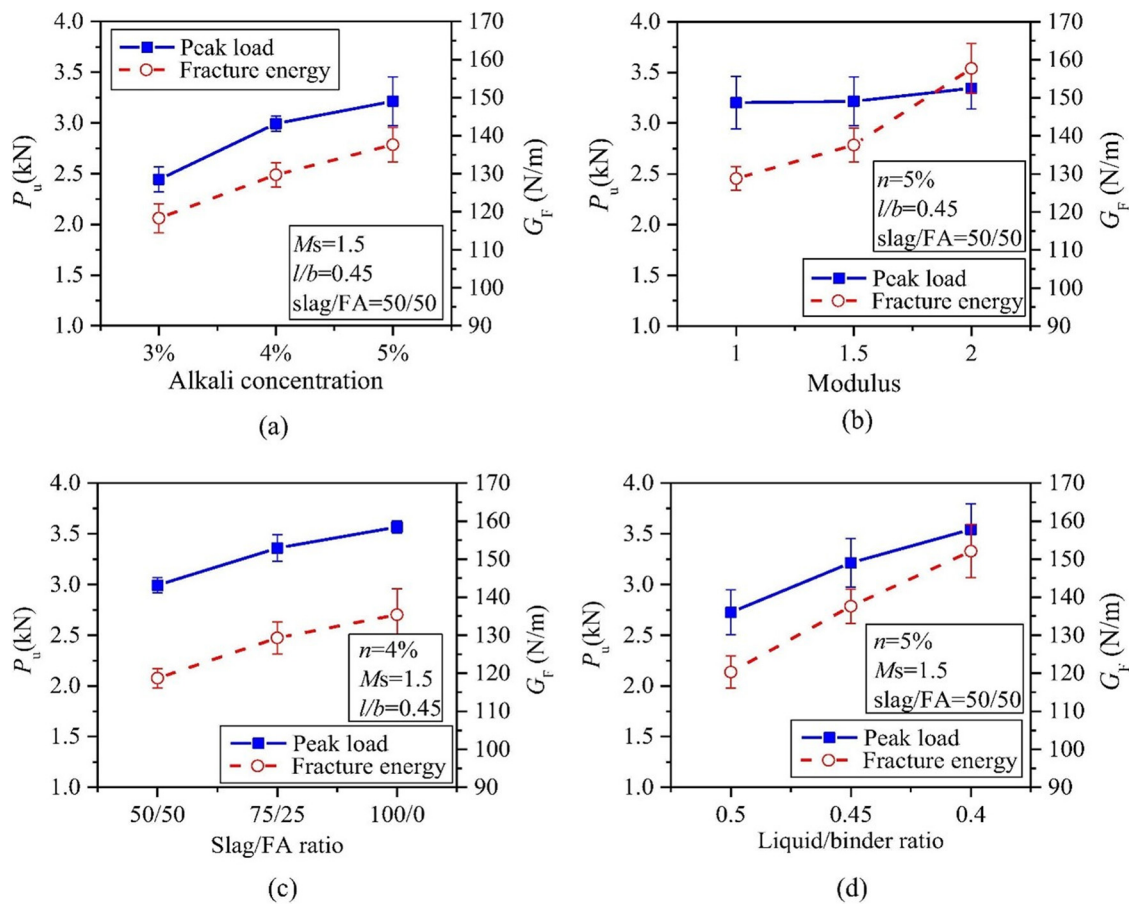 4.0
3.5
3.0
2.5
2.0
1.5
1.0
Pu(kN)
Peak load
Fracture energy
Ms=1.5
l/b=0.45
slag/FA=50/50
170
160
150
140
130
120
110
100
90
GF (N/m)
3% 4% 5%
Alkali concentration
(a)
4.0
3.5
3.0
2.5
2.0
1.5
1.0
Pu(kN)
n=5%
l/b=0.45
slag/FA=50/50
Peak load
Fracture energy
170
160
150
140
130
120
110
100
90
GF (N/m)
1 1.5 2
Modulus
(b)
4.0
3.5
3.0
2.5
2.0
1.5
1.0
Pu(kN)
n=4%
Ms=1.5
l/b=0.45
Peak load
Fracture energy
170
160
150
140
130
120
110
100
90
GF (N/m)
50/50 75/25 100/0
Slag/FA ratio
(c)
4.0
3.5
3.0
2.5
2.0
1.5
1.0
Pu(kN)
n=5%
Ms=1.5
slag/FA=50/50
Peak load
Fracture energy
170
160
150
140
130
120
110
100
90
GF (N/m)
0.5 0.45 0.4
Liquid/binder ratio
(d)